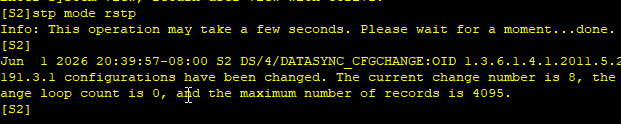 [S2]stp mode rstp
Info: This operation may take a few seconds. Please wait for a moment...done.
[S2]
Jun  1 2026 20:39:57-08:00 S2 DS/4/DATASYNC_CFGCHANGE:OID 1.3.6.1.4.1.2011.5.2
191.3.1 configurations have been changed. The current change number is 8, the
ange loop count is 0, and the maximum number of records is 4095.
[S2]